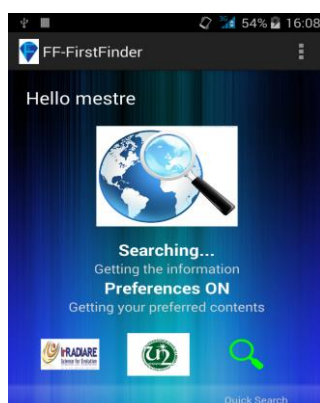 3G 54% 16:08
FF-FirstFinder
Hello mestre
Searching...
Getting the information
Preferences ON
Getting your preferred contents
IrRADIARE
Science for Evolution
Quick Search